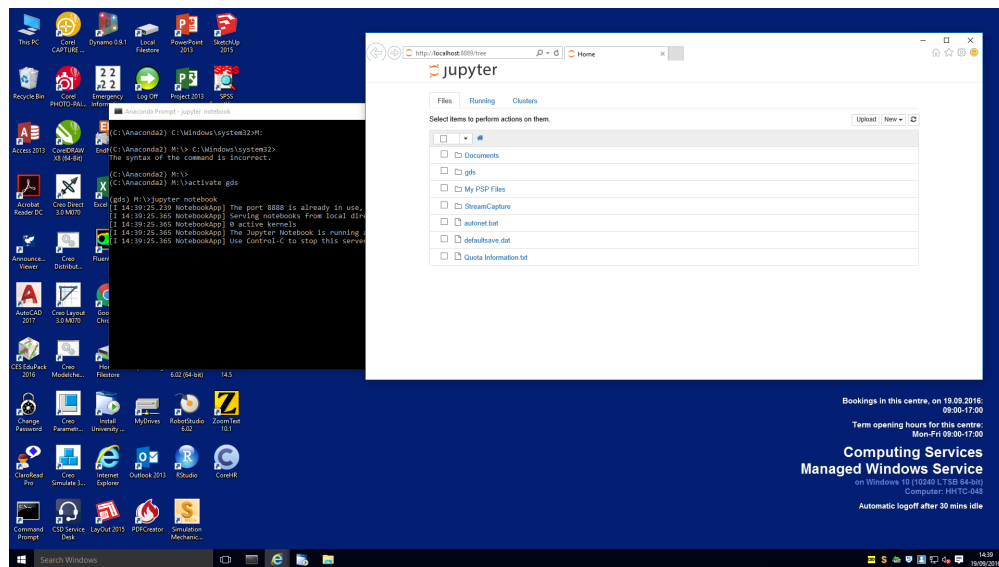 This PC
Corel CAPTURE ...
Dynamo 0.9.1
Local Filestore
PowerPoint 2013
SketchUp 2015
Recycle Bin
Corel PHOTO-PAI...
Emergency Inform
Log Off
Project 2013
SPSS
Access 2013
CorelDRAW X8 (64-Bit)
End
Acrobat Reader DC
Creo Direct 3.0 M070
Excel
Announce... Viewer
Creo Distribut...
Fluen
AutoCAD 2017
Creo Layout 3.0 M070
Goo Chr
CES EduPack 2016
Creo Modelche...
Ho Filestore
6.02 (64-bit)
14.5
Change Password
Creo Parametr...
Install University ...
MyDrives
RobotStudio 6.02
ZoomText 10.1
ClaroRead Pro
Creo Simulate 3...
Internet Explorer
Outlook 2013
RStudio
CoreHR
Command Prompt
CSD Service Desk
LayOut 2015
PDFCreator
Simulation Mechanic...
Anaconda Prompt - jupyter notebook
(C:\Anaconda2) C:\Windows\system32>M:
(C:\Anaconda2) M:\> C:\Windows\system32>
The syntax of the command is incorrect.
(C:\Anaconda2) M:\>
(C:\Anaconda2) M:\>activate gds
(gds) M:\>jupyter notebook
[I 14:39:25.239 NotebookApp] The port 8888 is already in use,
[I 14:39:25.365 NotebookApp] Serving notebooks from local dire
[I 14:39:25.365 NotebookApp] 0 active kernels
[I 14:39:25.365 NotebookApp] The Jupyter Notebook is running a
[I 14:39:25.365 NotebookApp] Use Control-C to stop this server
http://localhost:8889/tree
Home
jupyter
Files Running Clusters
Select items to perform actions on them.
Upload New
Documents
gds
My PSP Files
StreamCapture
autonet.bat
defaultsave.dat
Quota Information.txt
Bookings in this centre, on 19.09.2016:
09:00-17:00
Term opening hours for this centre:
Mon-Fri 09:00-17:00
Computing Services
Managed Windows Service
on Windows 10 (10240 LTSB 64-bit)
Computer: HHTC-048
Automatic logoff after 30 mins idle
Search Windows
14:39
19/09/201